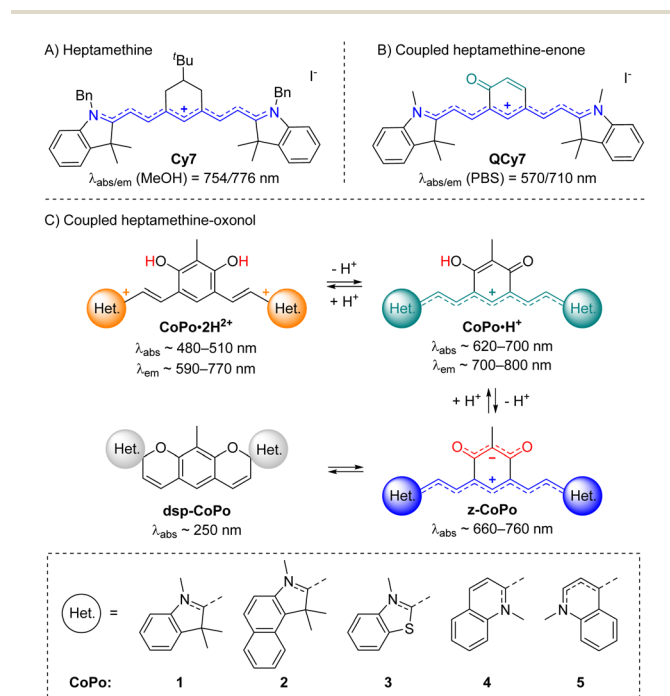 A) Heptamethine
B) Coupled heptamethine-enone
tBu
Bn
N
+
N
Bn
I-
Cy7
λabs/em (MeOH) = 754/776 nm
O
N
+
N
I-
QCy7
λabs/em (PBS) = 570/710 nm
C) Coupled heptamethine-oxonol
HO
OH
Het.
+
+
Het.
CoPo•2H2+
λabs ~ 480–510 nm
λem ~ 590–770 nm
- H+
+ H+
HO
O
Het.
+
Het.
CoPo•H+
λabs ~ 620–700 nm
λem ~ 700–800 nm
+ H+
- H+
Het.
O
O
Het.
dsp-CoPo
λabs ~ 250 nm
O
O
–
Het.
+
Het.
z-CoPo
λabs ~ 660–760 nm
Het.
=
N
+
N
+
N
+
S
N
+
N
+
CoPo:
1
2
3
4
5